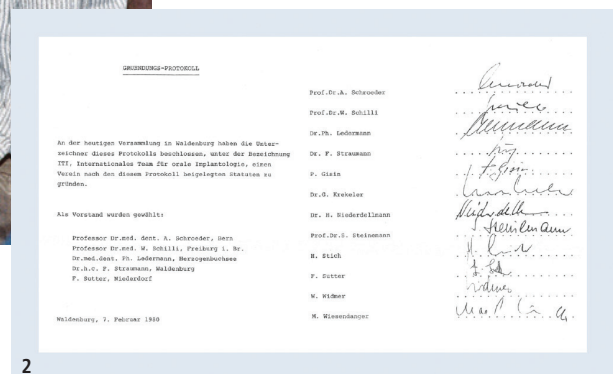 GRUENDUNGS-PROTOKOLL
An der heutigen Versammlung in Waldenburg haben die Unter-
zeichner dieses Protokolls beschlossen, unter der Bezeichnung
ITI, Internationales Team für orale Implantologie, einen
Verein nach den diesem Protokoll beigelegten Statuten zu
gründen.
Als Vorstand wurden gewählt:
Professor Dr.med. dent. A. Schroeder, Bern
Professor Dr.med. W. Schilli, Freiburg i. Br.
Dr.med.dent. Ph. Ledermann, Herzogenbuchsee
Dr.h.c. F. Straumann, Waldenburg
F. Sutter, Niederdorf
Waldenburg, 7. Februar 1980
Prof.Dr.A. Schroeder
Prof.Dr.W. Schilli
Dr.Ph. Ledermann
Dr. F. Straumann
P. Gisin
Dr.G. Krekeler
Dr. H. Niederdellmann
Prof.Dr.S. Steinemann
H. Stich
F. Sutter
W. Widmer
M. Wiesendanger
2